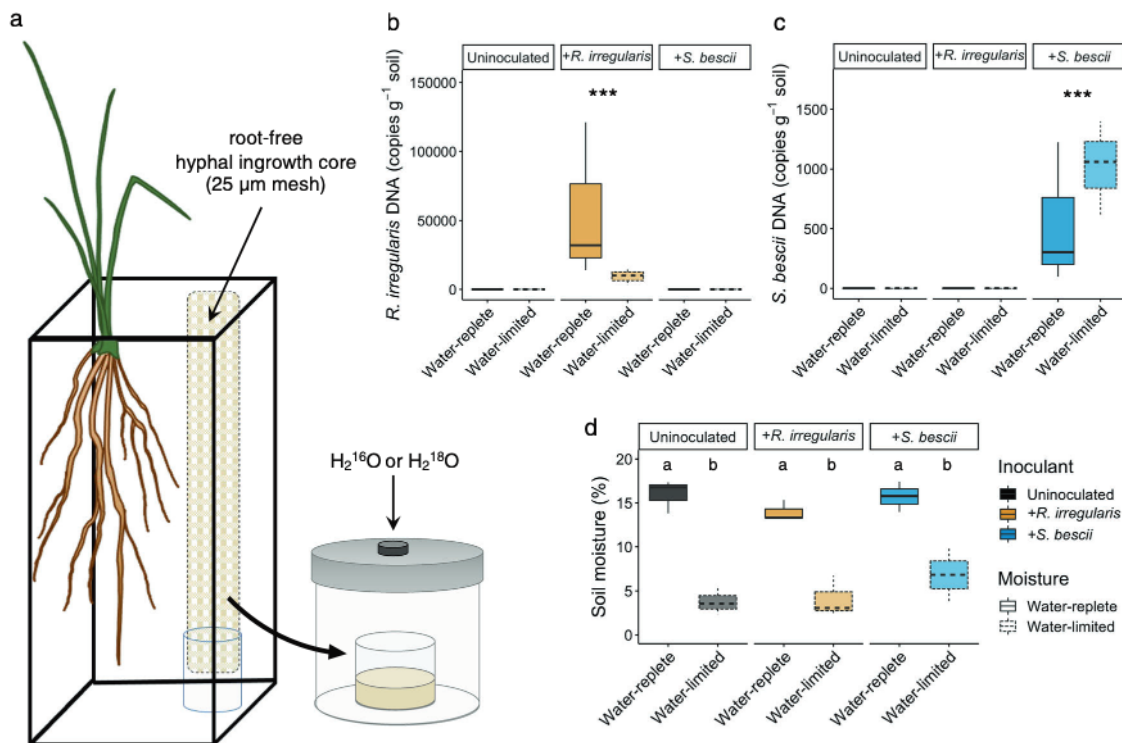 a
root-free
hyphal ingrowth core
(25 µm mesh)
H₂¹⁶O or H₂¹⁸O
b
Uninoculated
+R. irregularis
+S. bescii
R. irregularis DNA (copies g⁻¹ soil)
150000
100000
50000
0
***
Water-replete
Water-limited
Water-replete
Water-limited
Water-replete
Water-limited
c
Uninoculated
+R. irregularis
+S. bescii
S. bescii DNA (copies g⁻¹ soil)
1500
1000
500
0
***
Water-replete
Water-limited
Water-replete
Water-limited
Water-replete
Water-limited
d
Uninoculated
+R. irregularis
+S. bescii
Soil moisture (%)
20
15
10
5
0
a b a b a b
Water-replete
Water-limited
Water-replete
Water-limited
Water-replete
Water-limited
Inoculant
Uninoculated
+R. irregularis
+S. bescii
Moisture
Water-replete
Water-limited